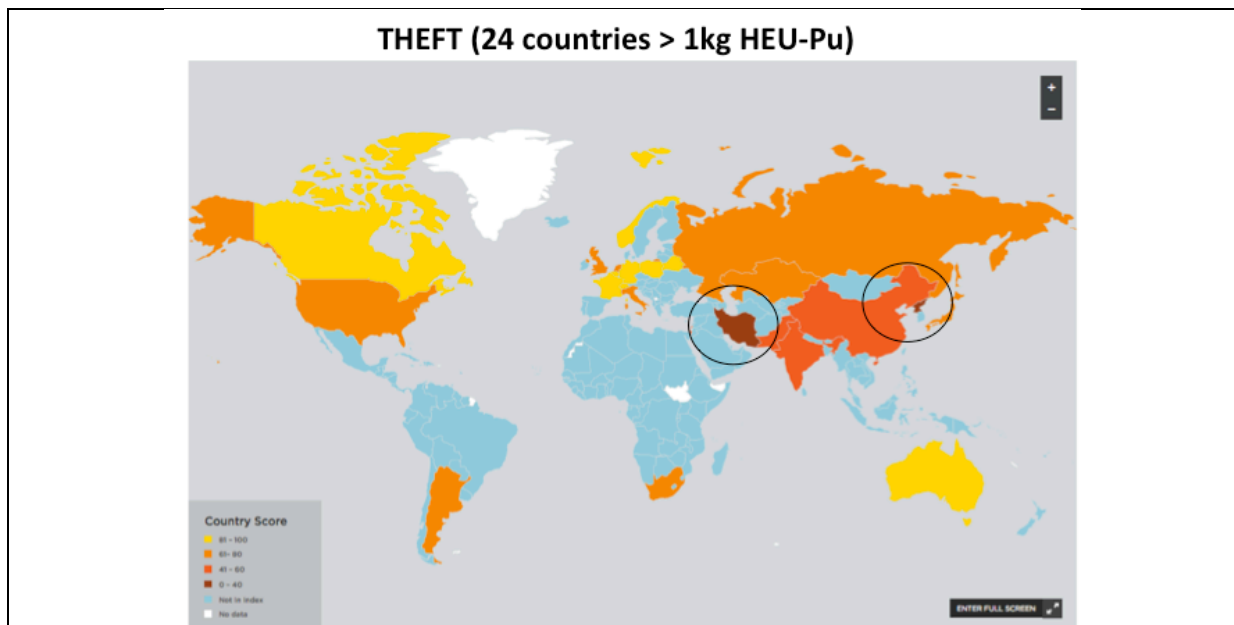 THEFT (24 countries > 1kg HEU-Pu)
+
−
Country Score
81 - 100
61- 80
41 - 60
0 - 40
Not in index
No data
ENTER FULL SCREEN